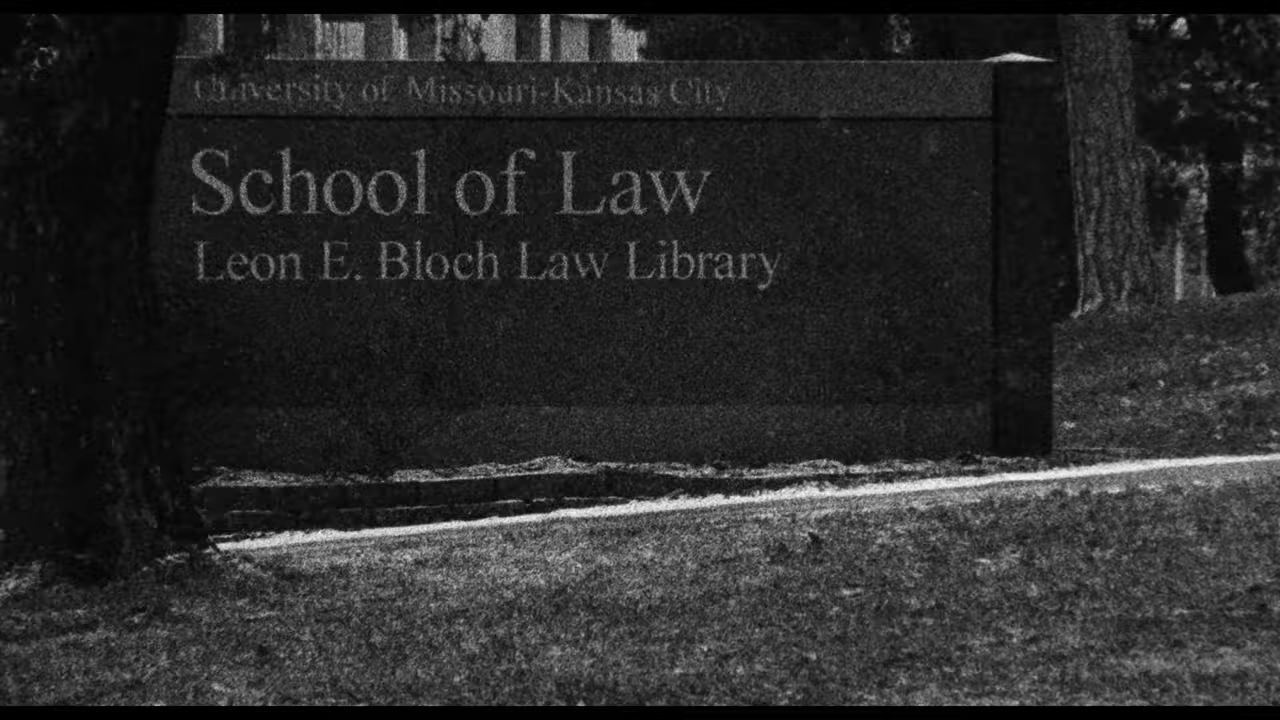 University of Missouri-Kansas City
School of Law
Leon E. Bloch Law Library